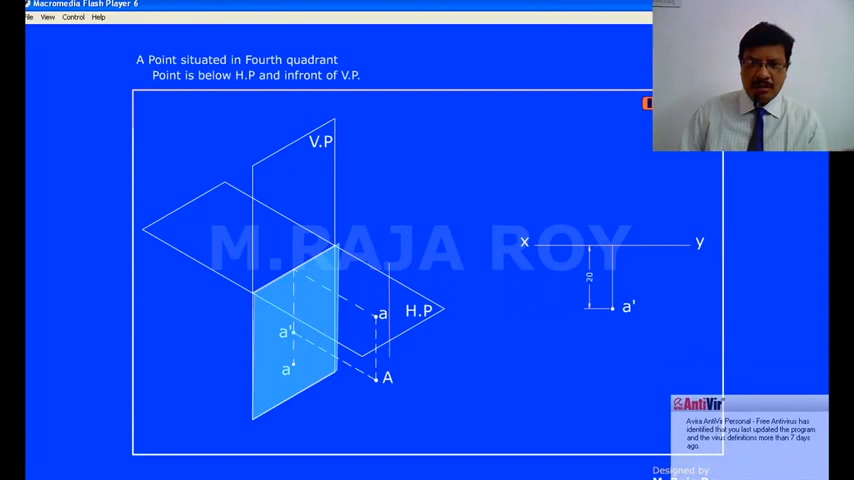 Macromedia Flash Player 6
File View Control Help
A Point situated in Fourth quadrant
Point is below H.P and infront of V.P.
V.P
M.RAJA ROY
x
y
20
a'
a
H.P
a'
a
A
AntiVir
Avira AntiVir Personal - Free Antivirus has
identified that you last updated the program
and the virus definitions more than 7 days
ago.
Designed by